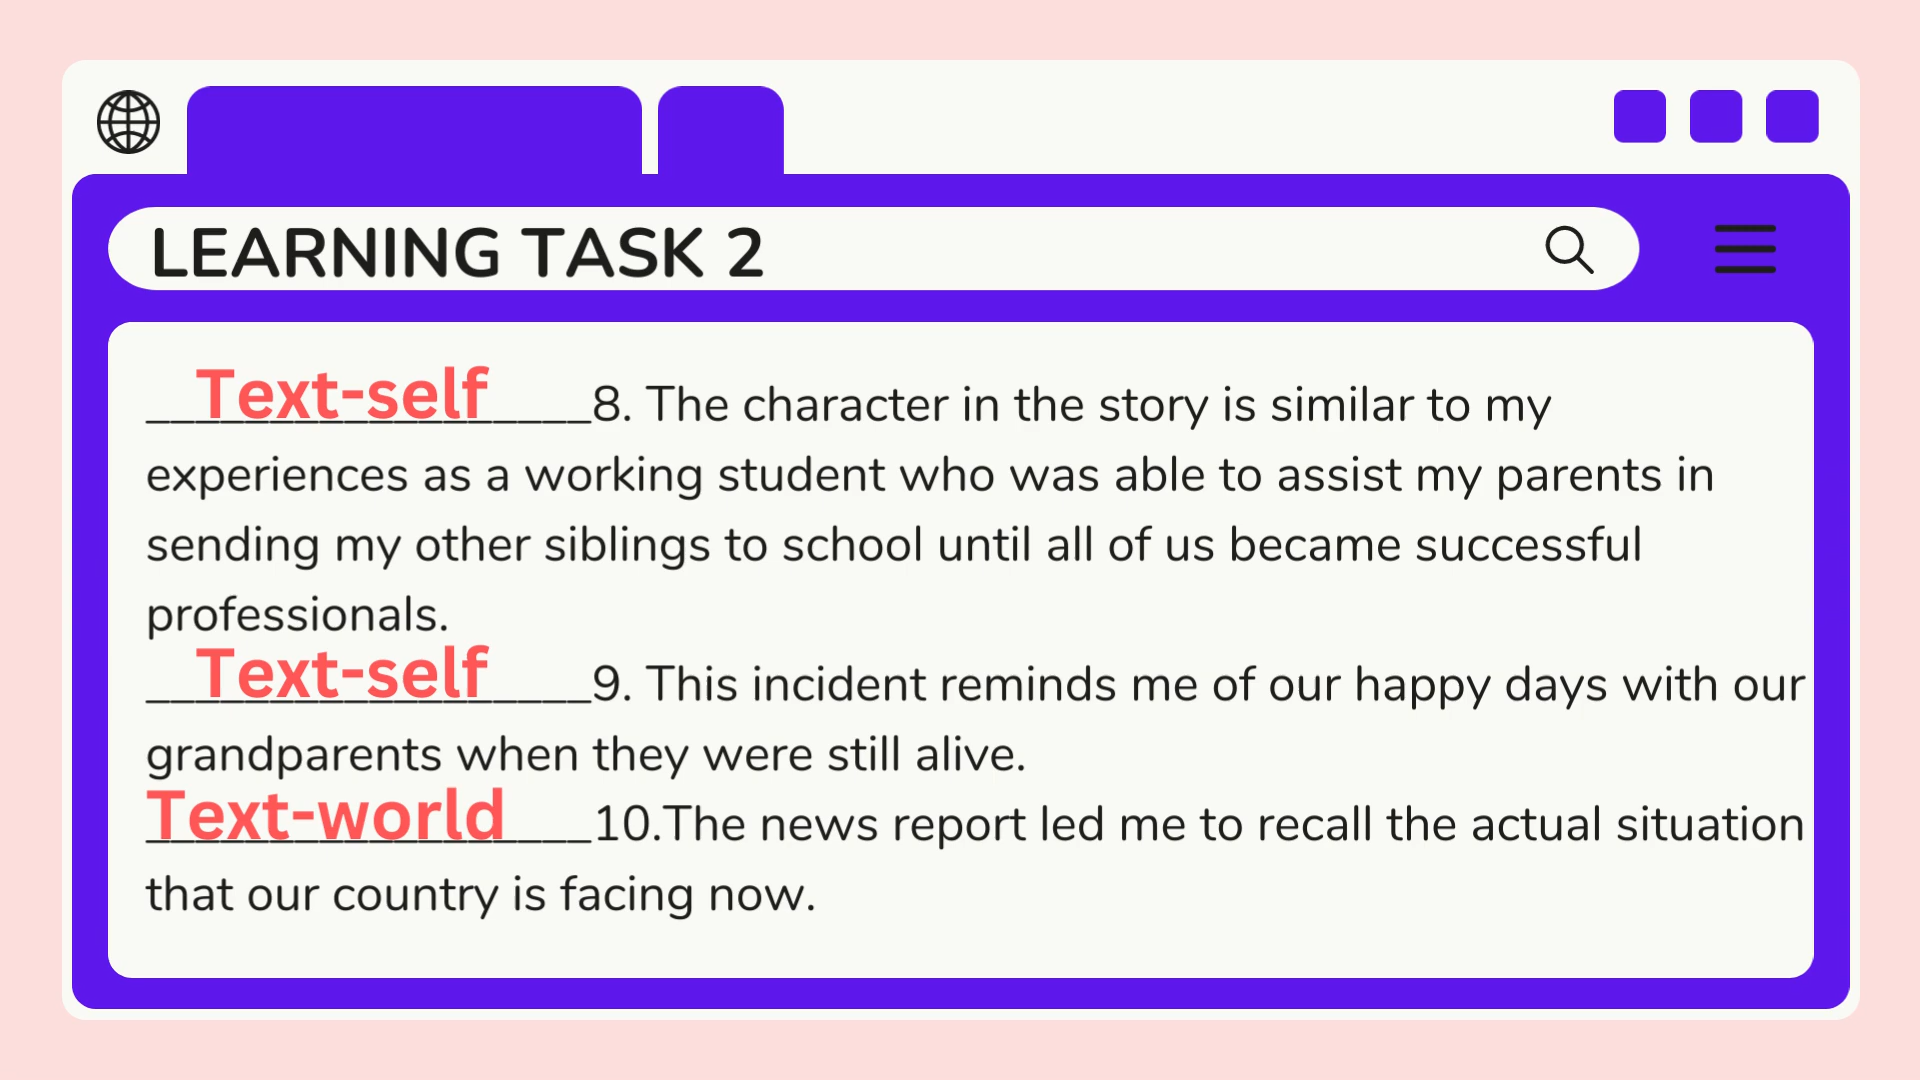 LEARNING TASK 2
__Text-self____8. The character in the story is similar to my
experiences as a working student who was able to assist my parents in
sending my other siblings to school until all of us became successful
professionals.
__Text-self____9. This incident reminds me of our happy days with our
grandparents when they were still alive.
Text-world____10.The news report led me to recall the actual situation
that our country is facing now.